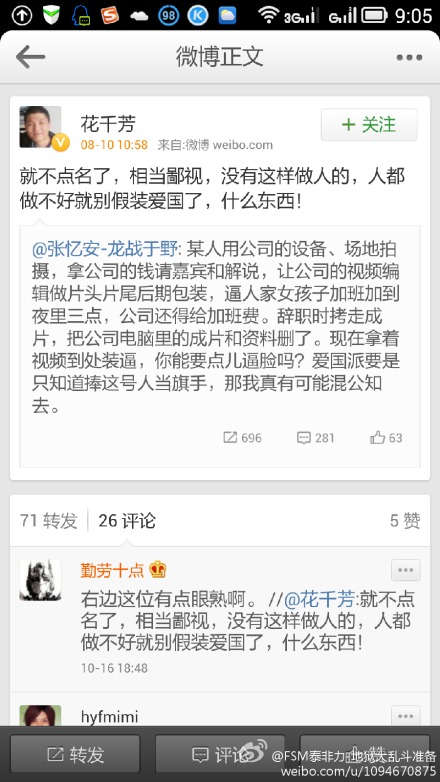 98
K
3G
G
9:05
微博正文
花千芳
V
08-10 10:58 来自:微博 weibo.com
+ 关注
就不点名了，相当鄙视，没有这样做人的，人都
做不好就别假装爱国了，什么东西！
@张忆安-龙战于野: 某人用公司的设备、场地拍
摄，拿公司的钱请嘉宾和解说，让公司的视频编
辑做片头片尾后期包装，逼人家女孩子加班加到
夜里三点，公司还得给加班费。辞职时拷走成
片，把公司电脑里的成片和资料删了。现在拿着
视频到处装逼，你能要点儿逼脸吗？爱国派要是
只知道捧这号人当旗手，那我真有可能混公知
去。
696 281 63
71 转发 26 评论 5 赞
勤劳十点
右边这位有点眼熟啊。 //@花千芳:就不点
名了，相当鄙视，没有这样做人的，人都
做不好就别假装爱国了，什么东西！
10-16 18:48
hyfmimi
转发 评论 赞
@FSM泰非力-地狱大乱斗准备
weibo.com/u/1094670875